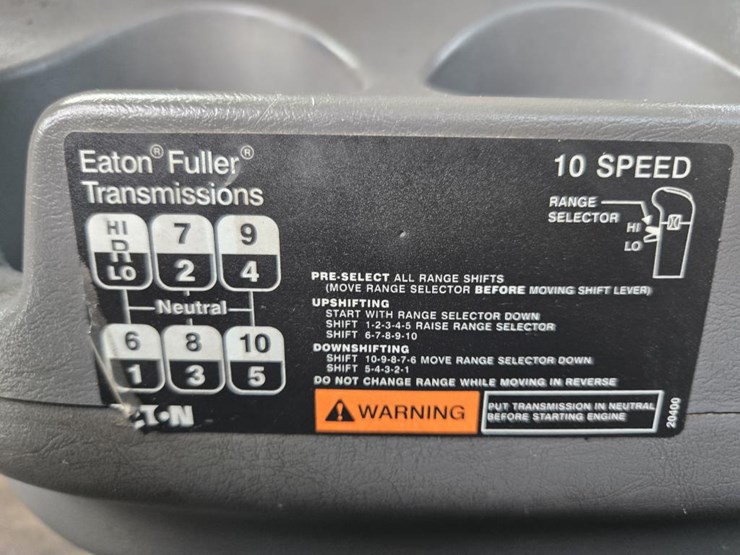 Eaton® Fuller®
Transmissions
10 SPEED
RANGE
SELECTOR
HI
LO
HI
R
LO
7
2
9
4
Neutral
6
1
8
3
10
5
PRE-SELECT ALL RANGE SHIFTS
(MOVE RANGE SELECTOR BEFORE MOVING SHIFT LEVER)
UPSHIFTING
START WITH RANGE SELECTOR DOWN
SHIFT 1-2-3-4-5 RAISE RANGE SELECTOR
SHIFT 6-7-8-9-10
DOWNSHIFTING
SHIFT 10-9-8-7-6 MOVE RANGE SELECTOR DOWN
SHIFT 5-4-3-2-1
DO NOT CHANGE RANGE WHILE MOVING IN REVERSE
WARNING
PUT TRANSMISSION IN NEUTRAL
BEFORE STARTING ENGINE
20400